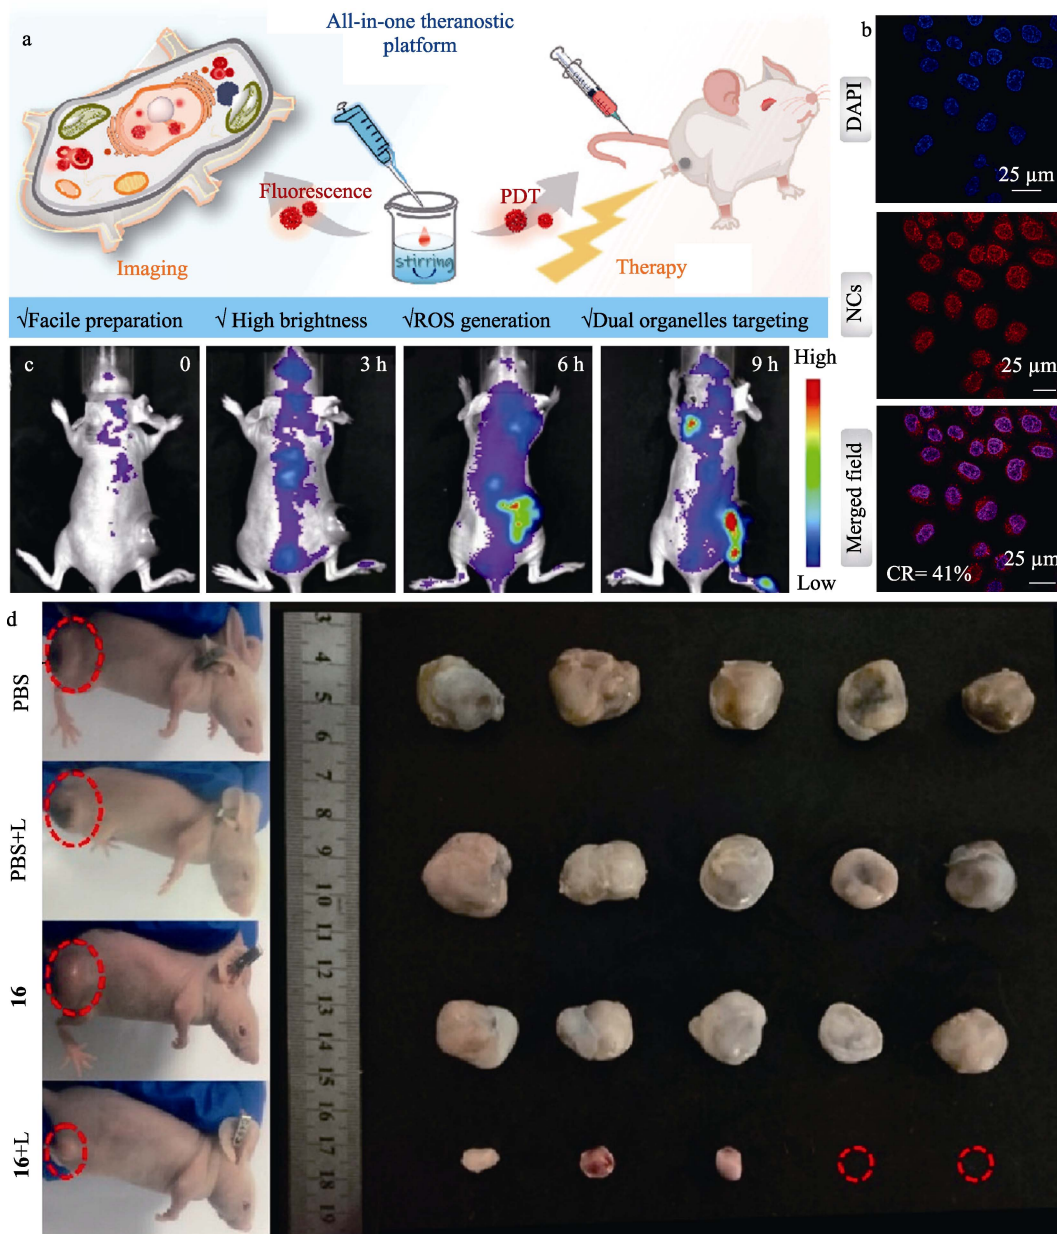 a
All-in-one theranostic
platform
Fluorescence
PDT
stirring
Imaging
Therapy
√Facile preparation
√ High brightness
√ROS generation
√Dual organelles targeting
b
DAPI
25 µm
NCs
25 µm
Merged field
25 µm
CR= 41%
c
0
3 h
6 h
9 h
High
Low
d
PBS
PBS+L
16
16+L
3
4
5
6
7
8
9
10
11
12
13
14
15
16
17
18
19